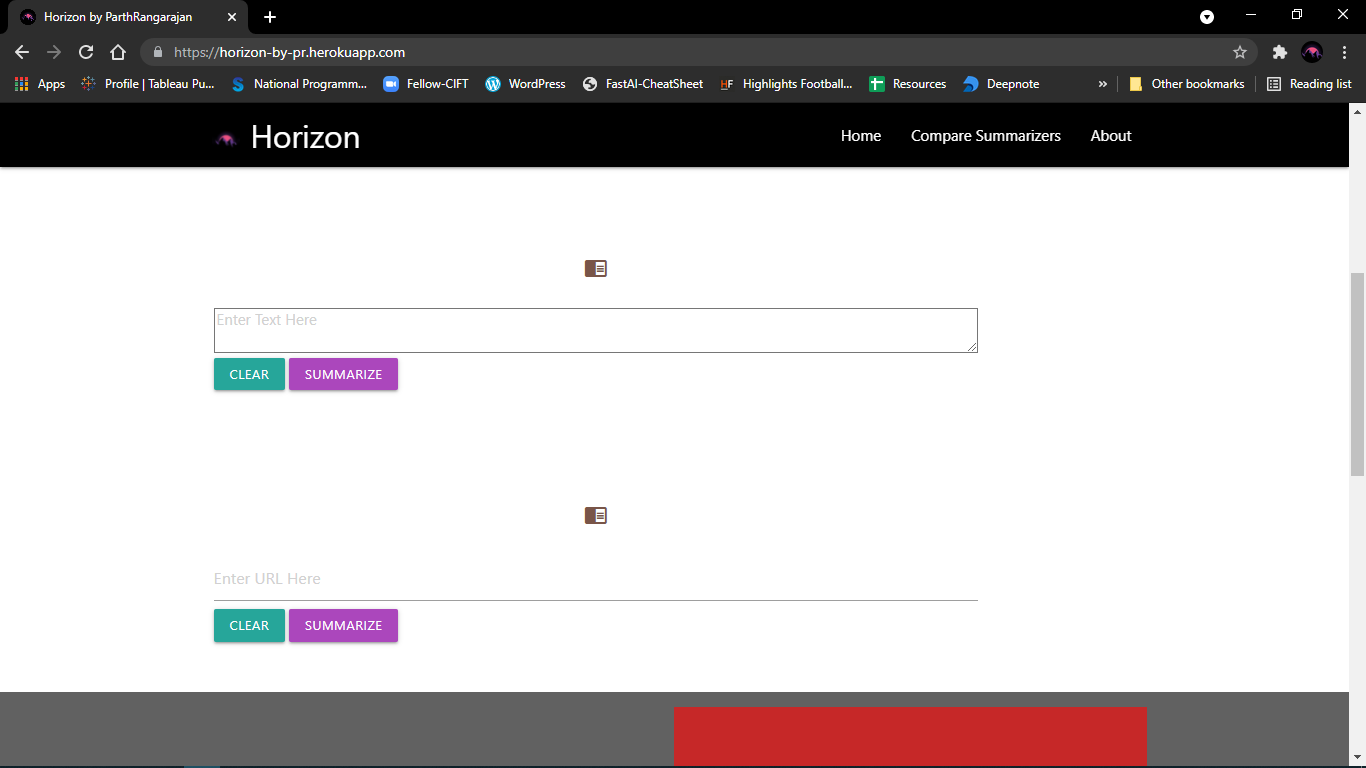 Horizon by ParthRangarajan
https://horizon-by-pr.herokuapp.com
Apps Profile | Tableau Pu... National Programm... Fellow-CIFT WordPress FastAI-CheatSheet HF Highlights Football... Resources Deepnote » Other bookmarks Reading list
Horizon Home Compare Summarizers About
Enter Text Here
CLEAR SUMMARIZE
Enter URL Here
CLEAR SUMMARIZE